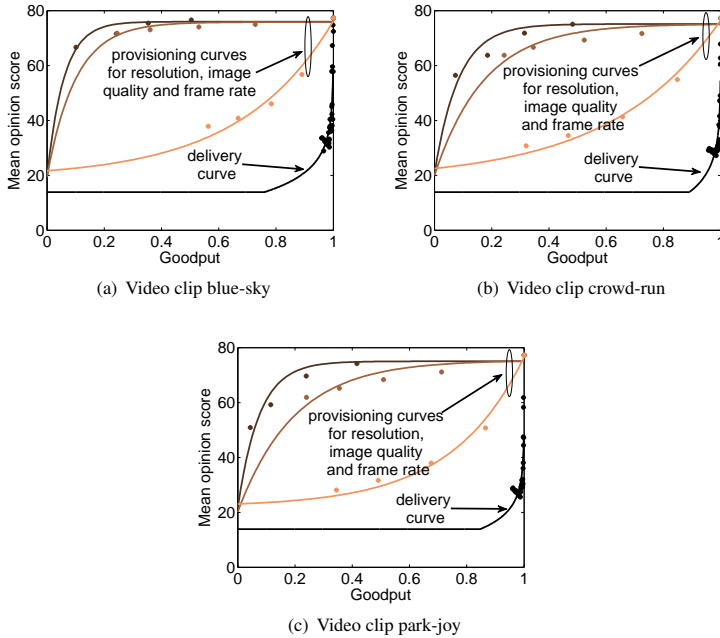 80
60
40
20
0
Mean opinion score
provisioning curves
for resolution, image
quality and frame rate
delivery
curve
0
0.2
0.4
0.6
0.8
1
Goodput
(a) Video clip blue-sky
80
60
40
20
0
Mean opinion score
provisioning curves
for resolution,
image quality
and frame rate
delivery
curve
0
0.2
0.4
0.6
0.8
1
Goodput
(b) Video clip crowd-run
80
60
40
20
0
Mean opinion score
provisioning curves
for resolution,
image quality
and frame rate
delivery
curve
0
0.2
0.4
0.6
0.8
1
Goodput
(c) Video clip park-joy